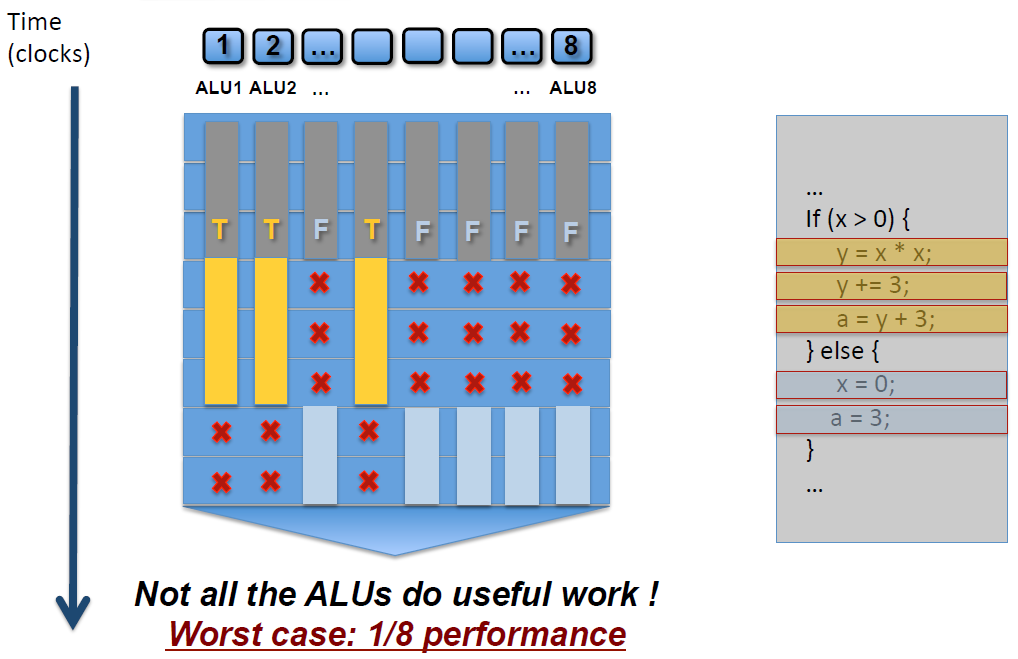 Time
(clocks)
1 2 ... ... 8
ALU1 ALU2 ... ... ALU8
T T F T F F F F
...
If (x > 0) {
y = x * x;
y += 3;
a = y + 3;
} else {
x = 0;
a = 3;
}
...
Not all the ALUs do useful work !
Worst case: 1/8 performance